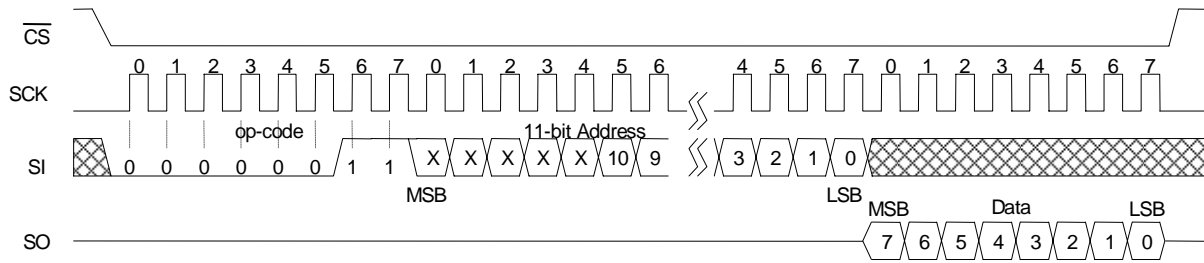 CS
0 1 2 3 4 5 6 7 0 1 2 3 4 5 6 4 5 6 7 0 1 2 3 4 5 6 7
SCK
op-code 11-bit Address
SI 0 0 0 0 0 0 1 1 X X X X X 10 9 3 2 1 0
MSB LSB
MSB Data LSB
SO 7 6 5 4 3 2 1 0